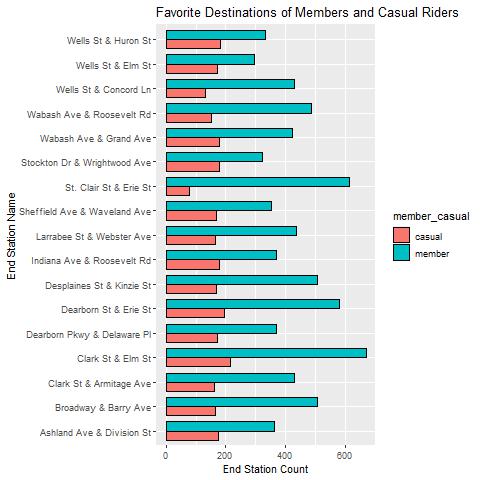 Favorite Destinations of Members and Casual Riders
End Station Name
Wells St & Huron St
Wells St & Elm St
Wells St & Concord Ln
Wabash Ave & Roosevelt Rd
Wabash Ave & Grand Ave
Stockton Dr & Wrightwood Ave
St. Clair St & Erie St
Sheffield Ave & Waveland Ave
Larrabee St & Webster Ave
Indiana Ave & Roosevelt Rd
Desplaines St & Kinzie St
Dearborn St & Erie St
Dearborn Pkwy & Delaware Pl
Clark St & Elm St
Clark St & Armitage Ave
Broadway & Barry Ave
Ashland Ave & Division St
0 200 400 600
End Station Count
member_casual
casual
member